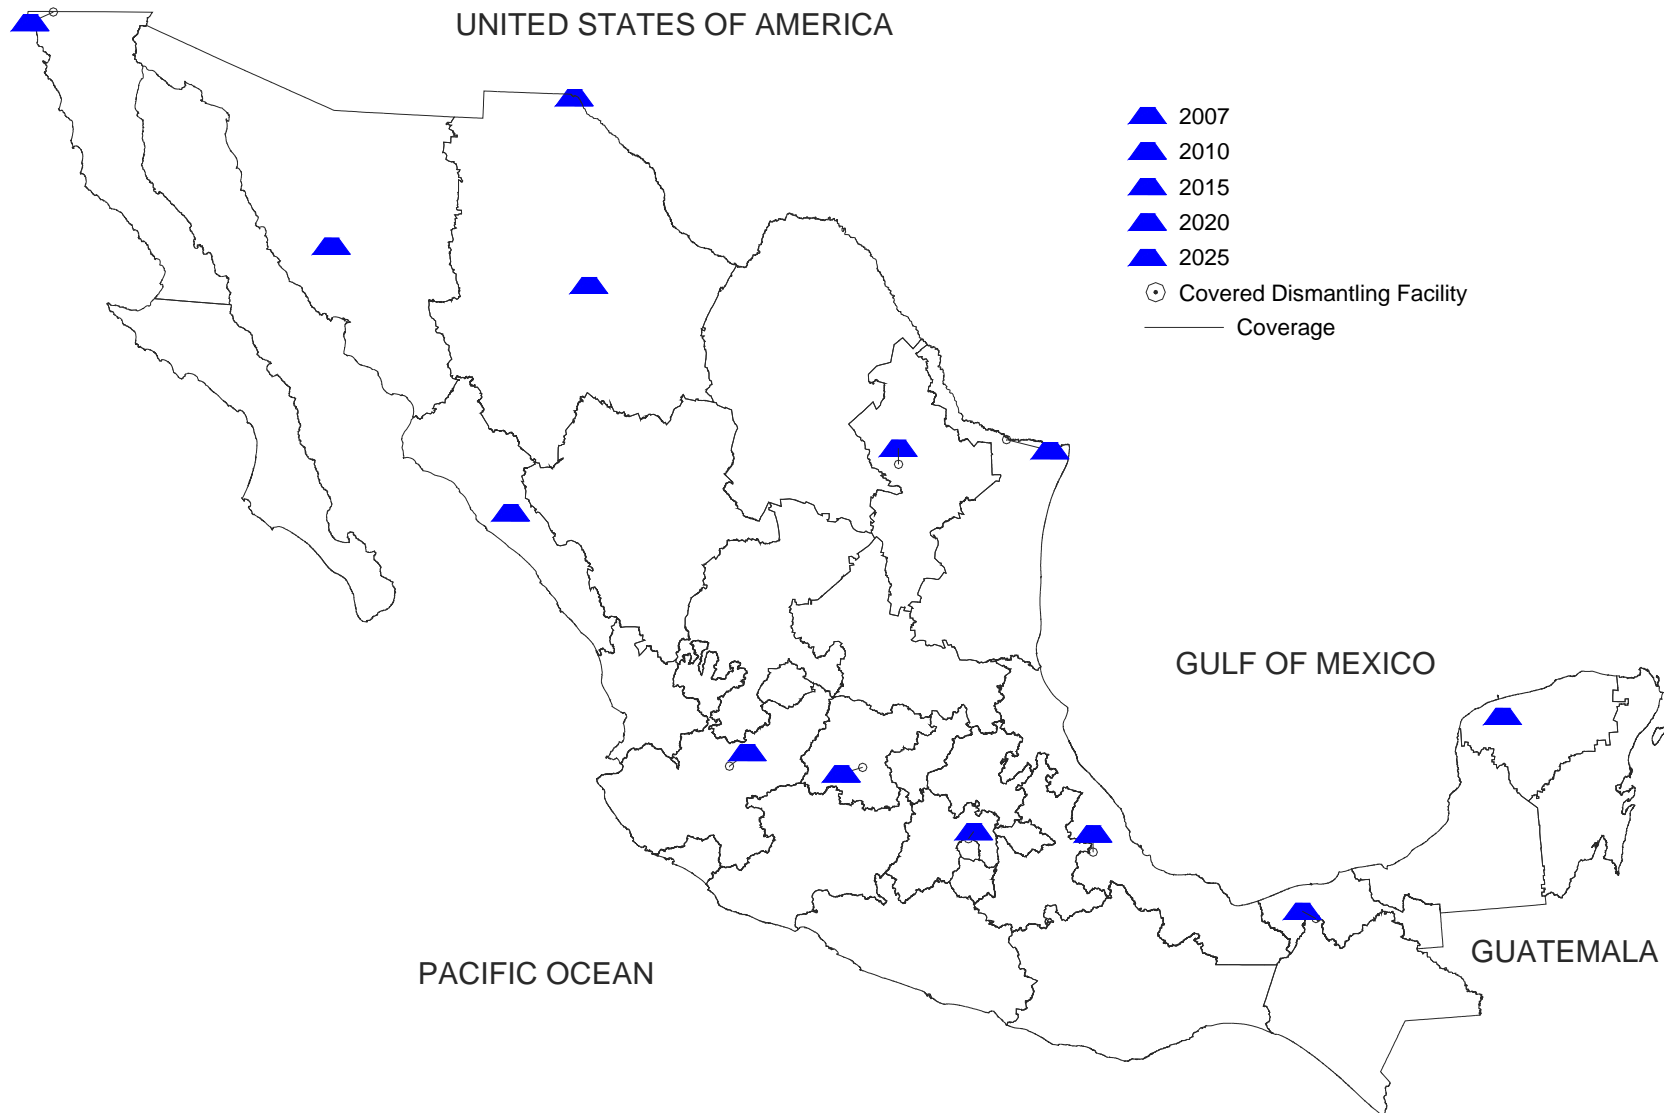 UNITED STATES OF AMERICA
2007
2010
2015
2020
2025
Covered Dismantling Facility
Coverage
GULF OF MEXICO
GUATEMALA
PACIFIC OCEAN